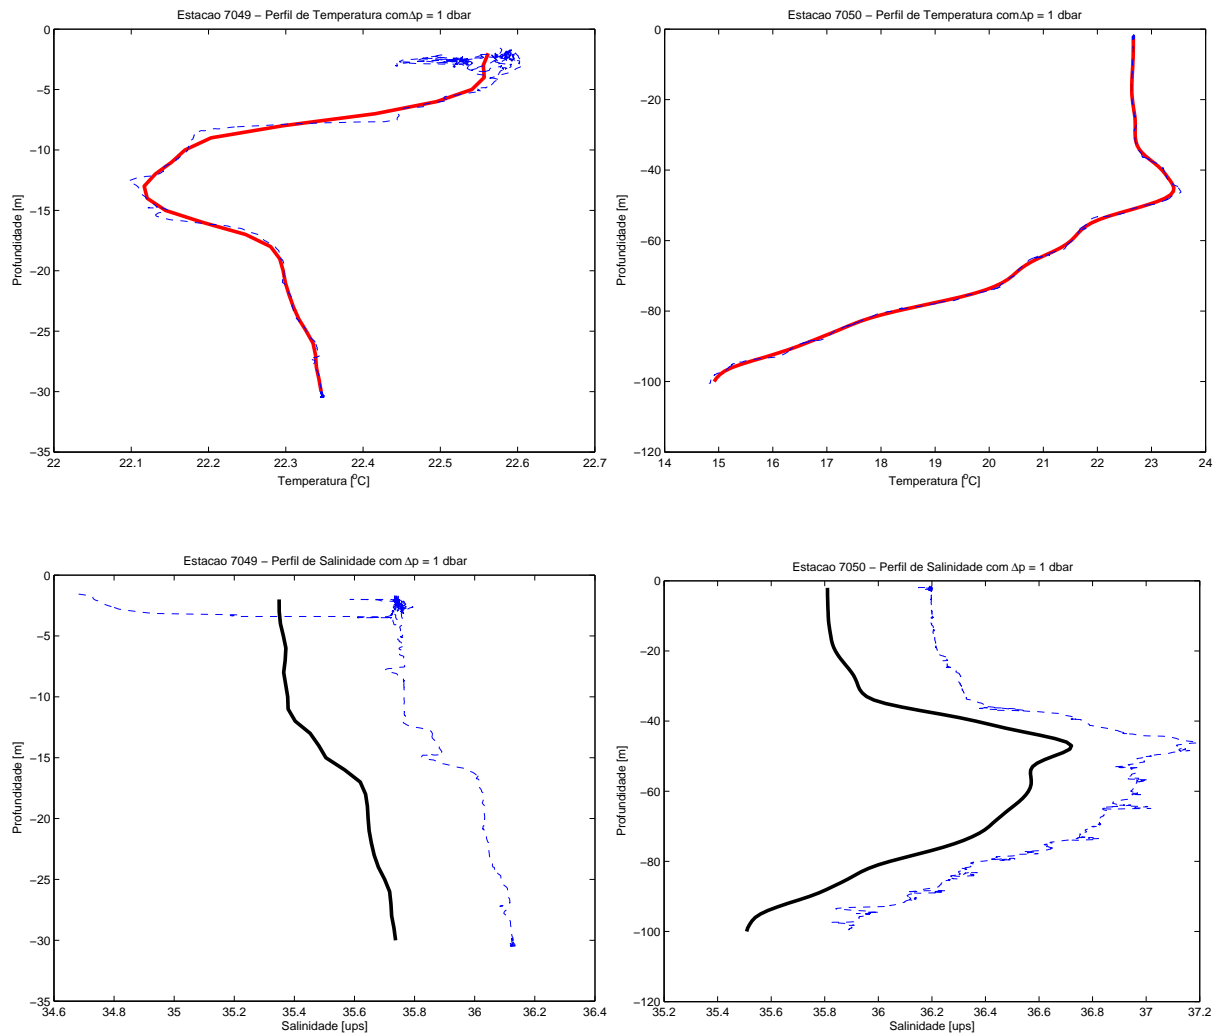 Estacao 7049 − Perfil de Temperatura com∆p = 1 dbar
0
−5
−10
−15
−20
−25
−30
−35
Profundidade [m]
22 22.1 22.2 22.3 22.4 22.5 22.6 22.7
Temperatura [ºC]
Estacao 7050 − Perfil de Temperatura com∆p = 1 dbar
0
−20
−40
−60
−80
−100
−120
Profundidade [m]
14 15 16 17 18 19 20 21 22 23 24
Temperatura [ºC]
Estacao 7049 − Perfil de Salinidade com ∆p = 1 dbar
0
−5
−10
−15
−20
−25
−30
−35
Profundidade [m]
34.6 34.8 35 35.2 35.4 35.6 35.8 36 36.2 36.4
Salinidade [ups]
Estacao 7050 − Perfil de Salinidade com ∆p = 1 dbar
0
−20
−40
−60
−80
−100
−120
Profundidade [m]
35.2 35.4 35.6 35.8 36 36.2 36.4 36.6 36.8 37 37.2
Salinidade [ups]